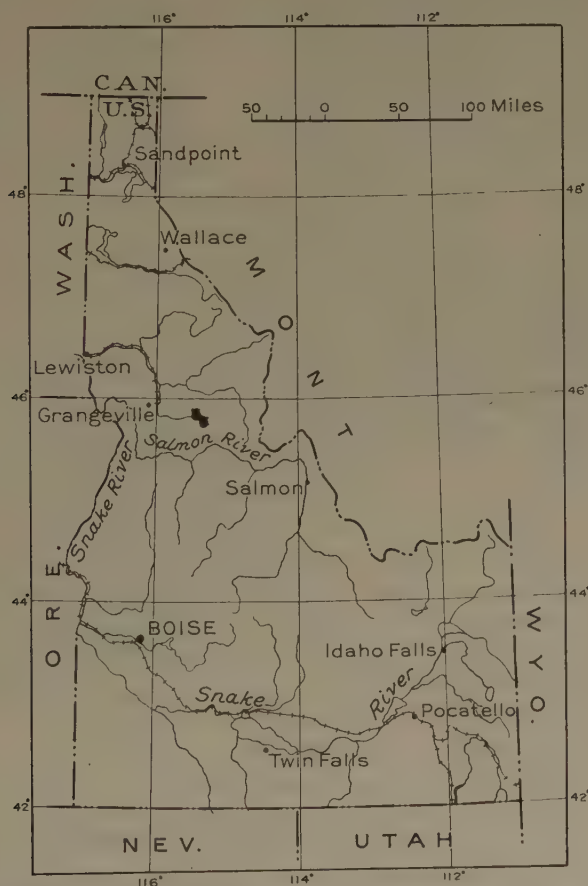 116°
114°
112°
CAN.
U.S.
50 0 50 100 Miles
Sandpoint
48°
48°
WASH.
Wallace
MONT
Lewiston
46°
46°
Grangeville
Salmon River
Salmon
Snake River
ORE.
44°
44°
BOISE
Idaho Falls
WYO.
Snake River
Pocatello
Twin Falls
42°
42°
NEV.
UTAH
116°
114°
112°